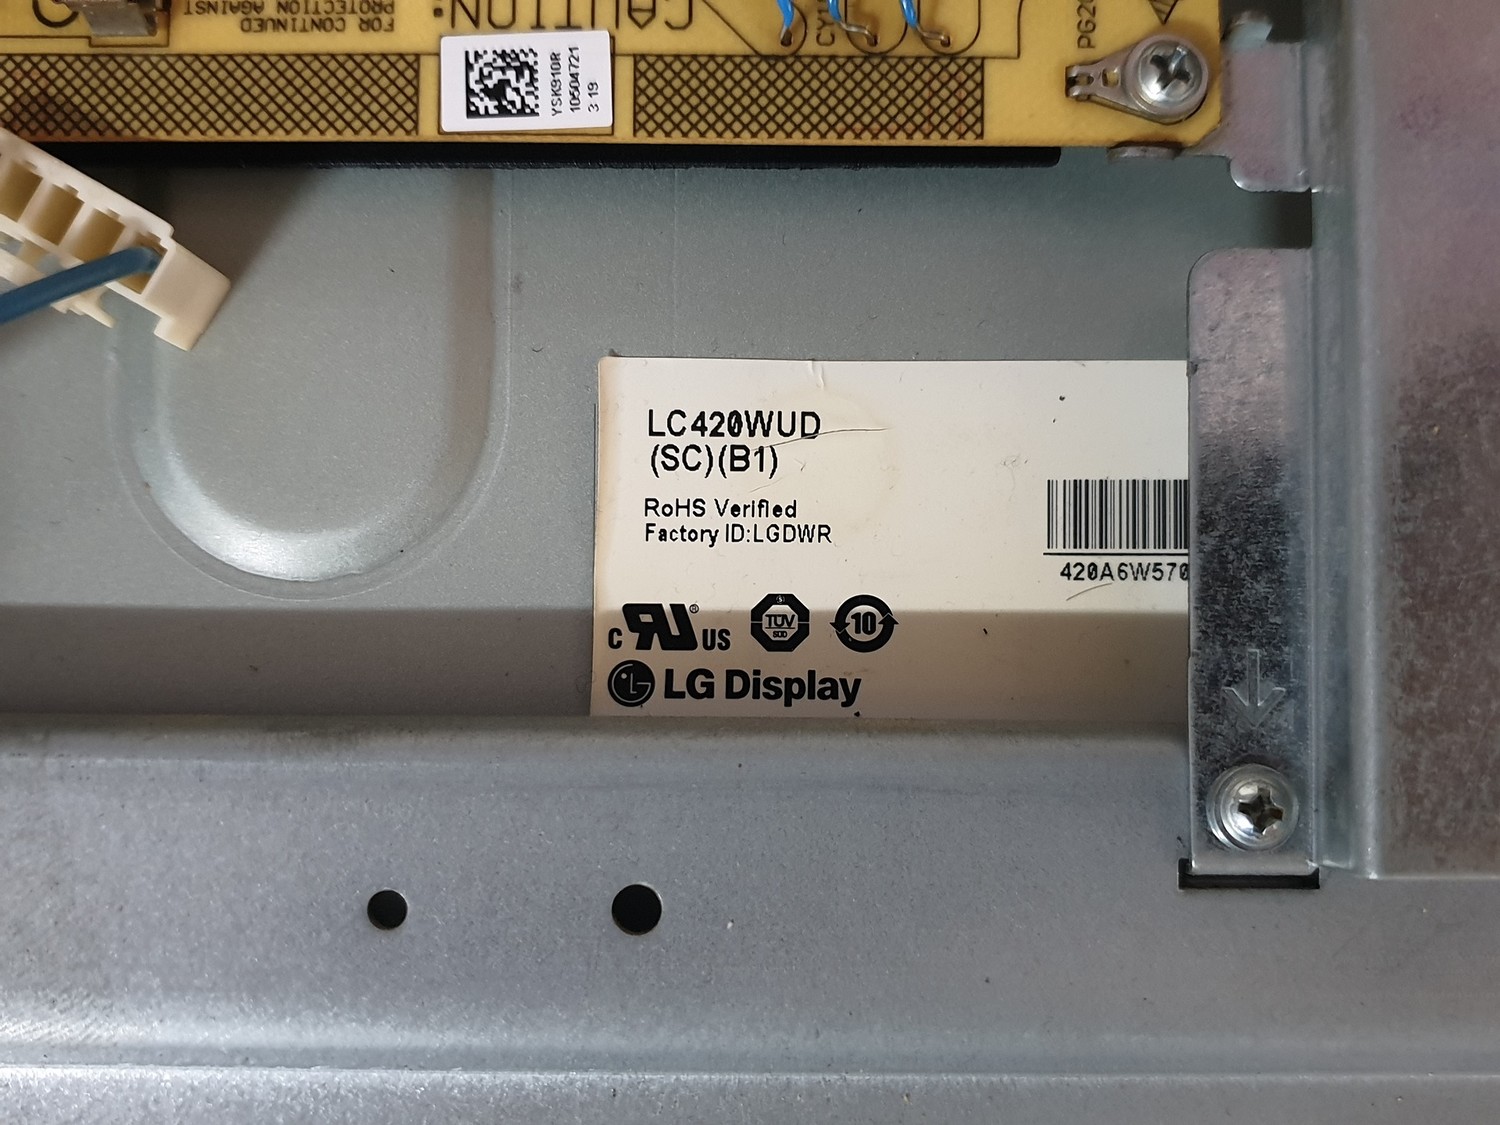 FOR CONTINUED
PROTECTION AGAINST
CAUTION:
YSK910R
10504721
3 19
LC420WUD
(SC)(B1)
RoHS Verified
Factory ID:LGDWR
420A6W570
C US
TUV
10
LG Display